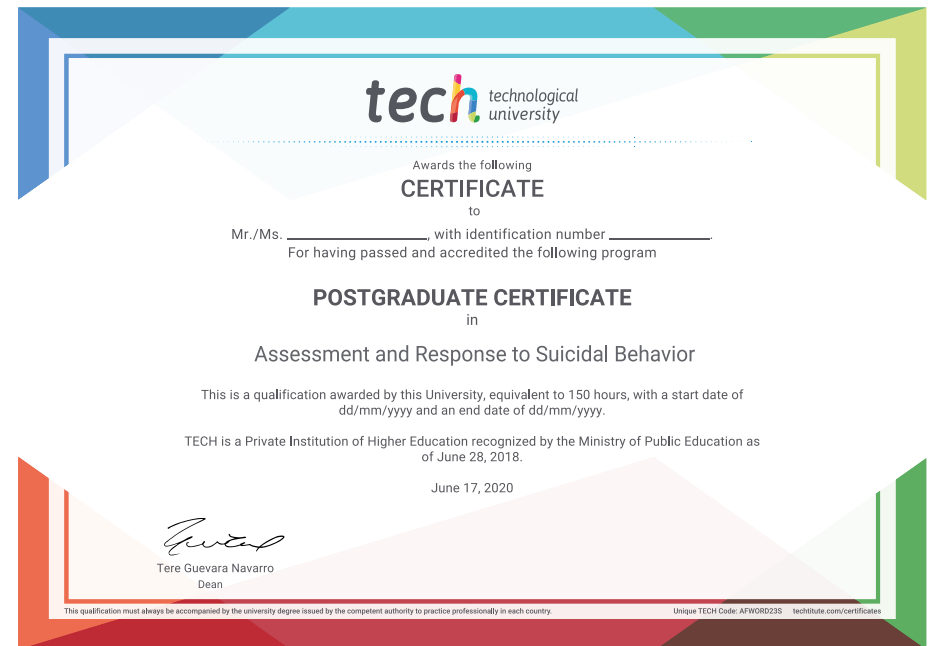 tech technological
university
Awards the following
CERTIFICATE
to
Mr./Ms. ____________________, with identification number ______________.
For having passed and accredited the following program
POSTGRADUATE CERTIFICATE
in
Assessment and Response to Suicidal Behavior
This is a qualification awarded by this University, equivalent to 150 hours, with a start date of
dd/mm/yyyy and an end date of dd/mm/yyyy.
TECH is a Private Institution of Higher Education recognized by the Ministry of Public Education as
of June 28, 2018.
June 17, 2020
Tere Guevara Navarro
Dean
This qualification must always be accompanied by the university degree issued by the competent authority to practice professionally in each country.
Unique TECH Code: AFWORD23S techtitute.com/certificates